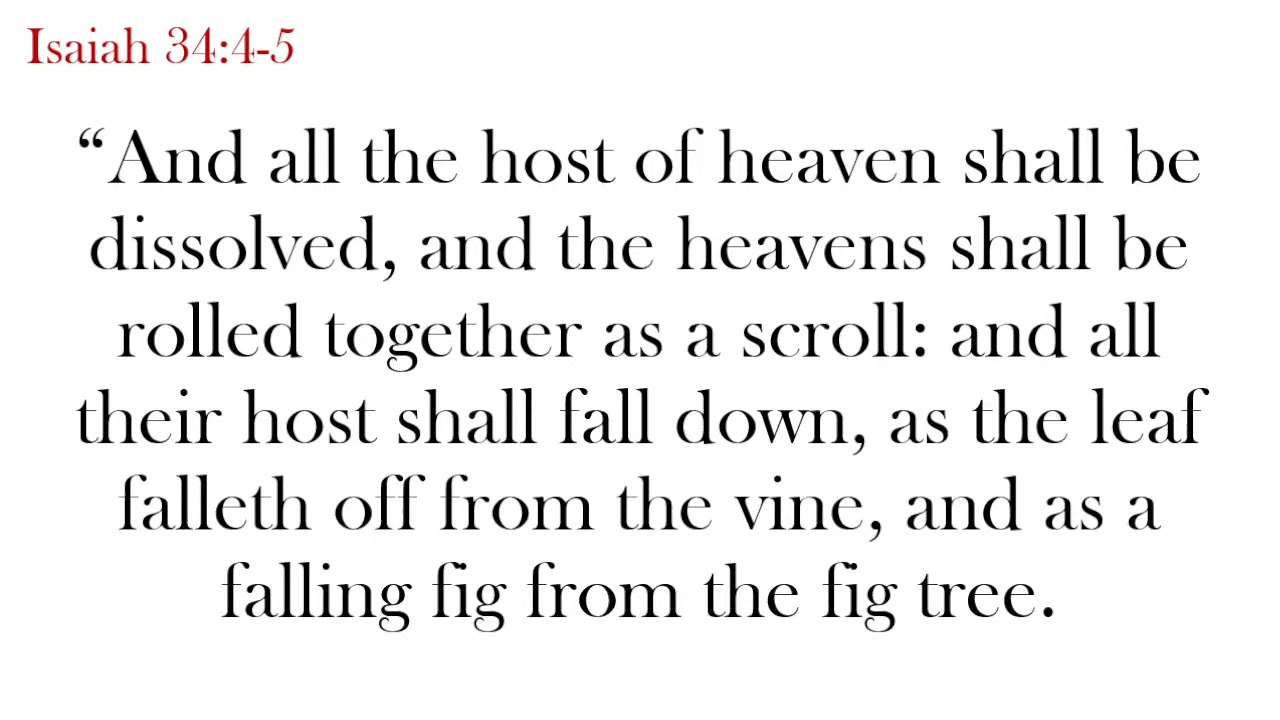 Isaiah 34:4-5
“And all the host of heaven shall be
dissolved, and the heavens shall be
rolled together as a scroll: and all
their host shall fall down, as the leaf
falleth off from the vine, and as a
falling fig from the fig tree.